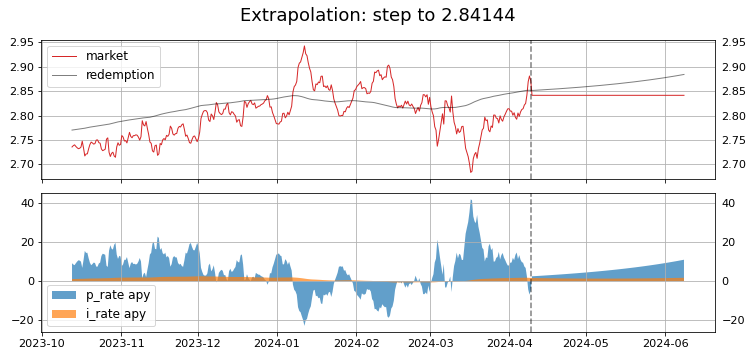 Extrapolation: step to 2.84144
2.95 2.95
2.90 2.90
2.85 2.85
2.80 2.80
2.75 2.75
2.70 2.70
market
redemption
40 40
20 20
0 0
−20 −20
p_rate apy
i_rate apy
2023-10 2023-11 2023-12 2024-01 2024-02 2024-03 2024-04 2024-05 2024-06